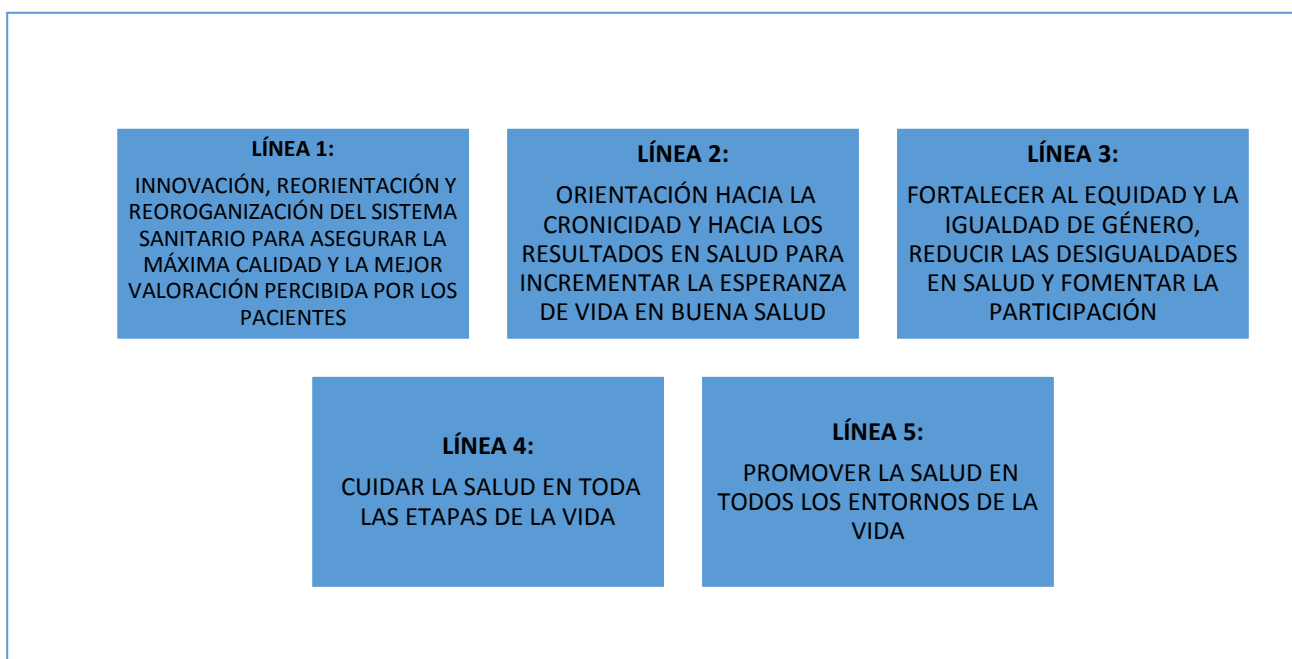 LÍNEA 1:
INNOVACIÓN, REORIENTACIÓN Y
REOROGANIZACIÓN DEL SISTEMA
SANITARIO PARA ASEGURAR LA
MÁXIMA CALIDAD Y LA MEJOR
VALORACIÓN PERCIBIDA POR LOS
PACIENTES
LÍNEA 2:
ORIENTACIÓN HACIA LA
CRONICIDAD Y HACIA LOS
RESULTADOS EN SALUD PARA
INCREMENTAR LA ESPERANZA
DE VIDA EN BUENA SALUD
LÍNEA 3:
FORTALECER AL EQUIDAD Y LA
IGUALDAD DE GÉNERO,
REDUCIR LAS DESIGUALDADES
EN SALUD Y FOMENTAR LA
PARTICIPACIÓN
LÍNEA 4:
CUIDAR LA SALUD EN TODA
LAS ETAPAS DE LA VIDA
LÍNEA 5:
PROMOVER LA SALUD EN
TODOS LOS ENTORNOS DE LA
VIDA